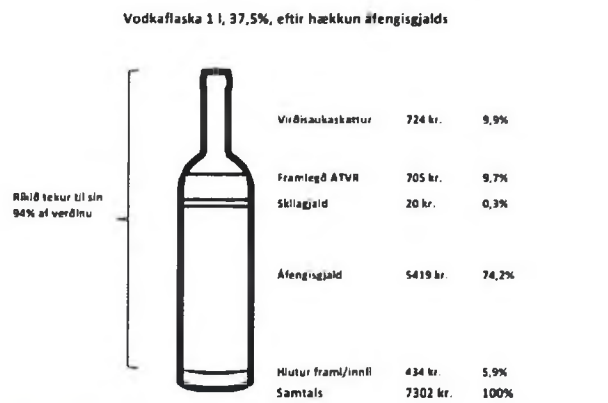 Vodkaflaska 1 l, 37,5%, eftir hækkun áfengisgjalds
Virðisaukaskattur 724 kr. 9,9%
Framlegð ÁTVR 705 kr. 9,7%
Skilagjald 20 kr. 0,3%
Ríkið tekur til sín
94% af verðinu
Áfengisgjald 5419 kr. 74,2%
Hlutur framl/innfl 434 kr. 5,9%
Samtals 7302 kr. 100%